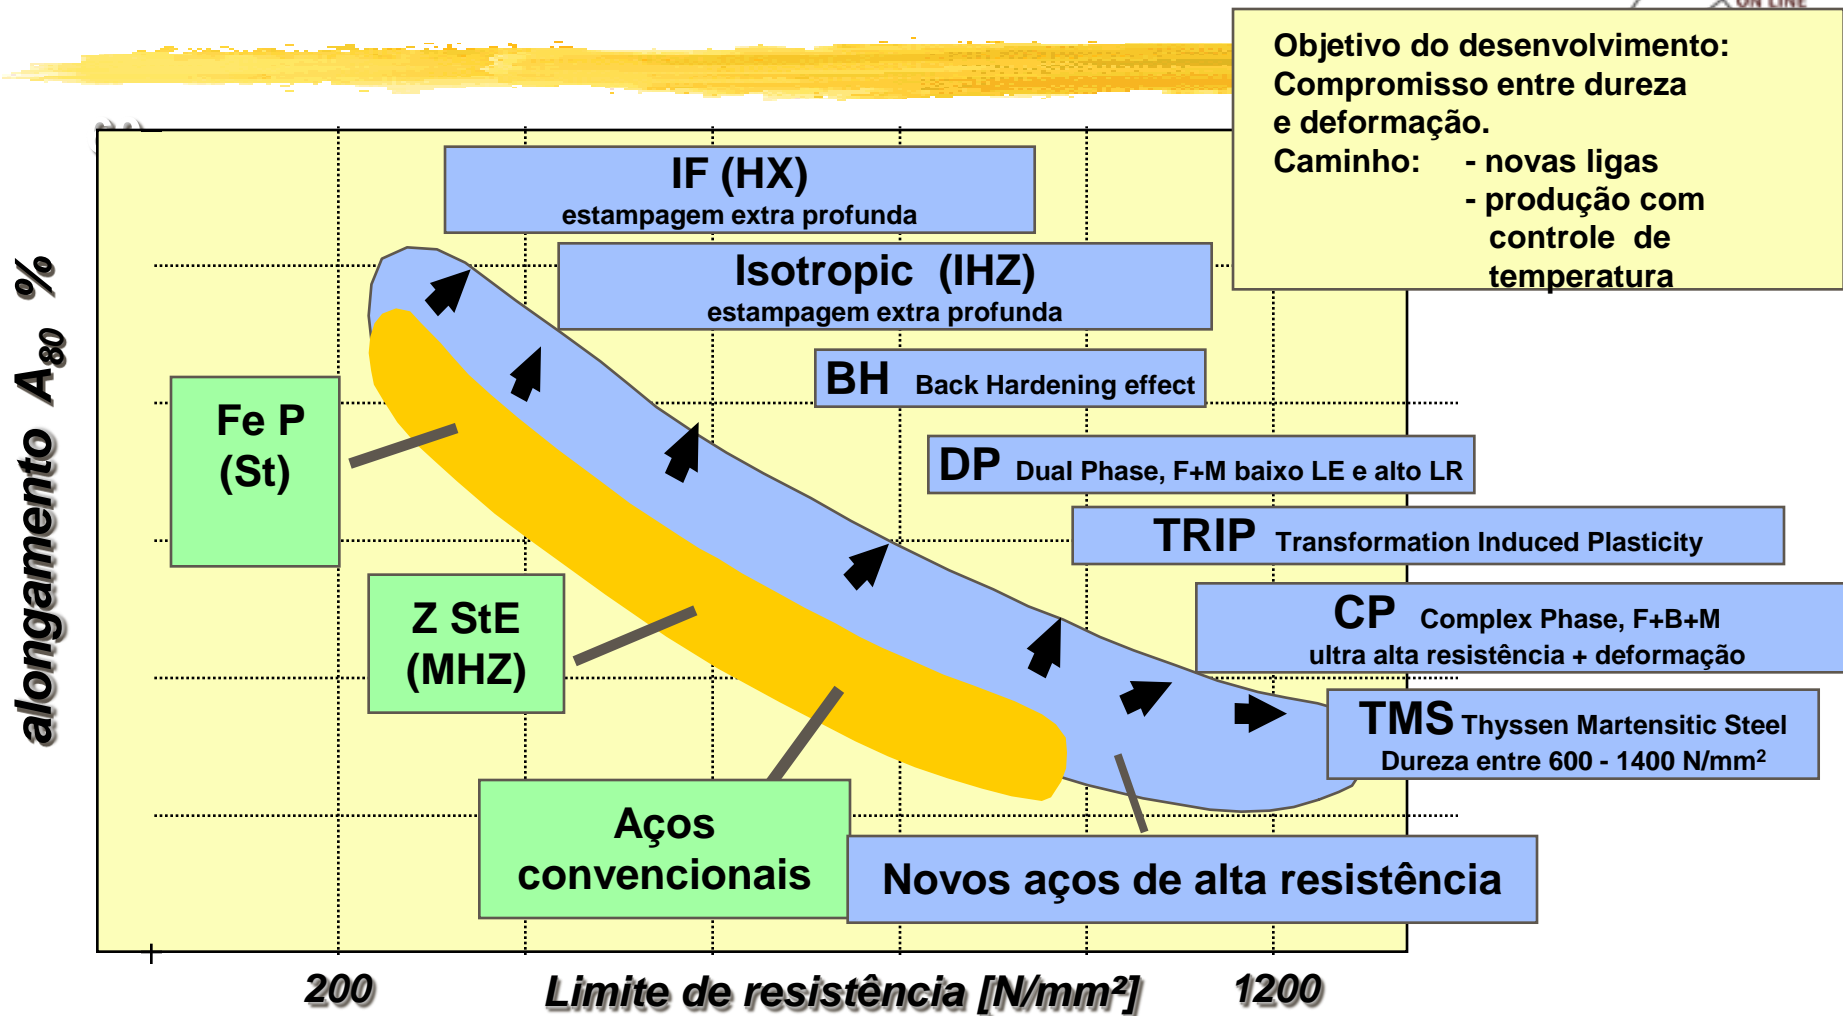 ON LINE
Objetivo do desenvolvimento:
Compromisso entre dureza
e deformação.
Caminho: - novas ligas
- produção com
controle de
temperatura
IF (HX)
estampagem extra profunda
Isotropic (IHZ)
estampagem extra profunda
BH Back Hardening effect
DP Dual Phase, F+M baixo LE e alto LR
TRIP Transformation Induced Plasticity
CP Complex Phase, F+B+M
ultra alta resistência + deformação
TMS Thyssen Martensitic Steel
Dureza entre 600 - 1400 N/mm²
Fe P
(St)
Z StE
(MHZ)
Aços
convencionais
Novos aços de alta resistência
alongamento A80 %
200
Limite de resistência [N/mm²]
1200